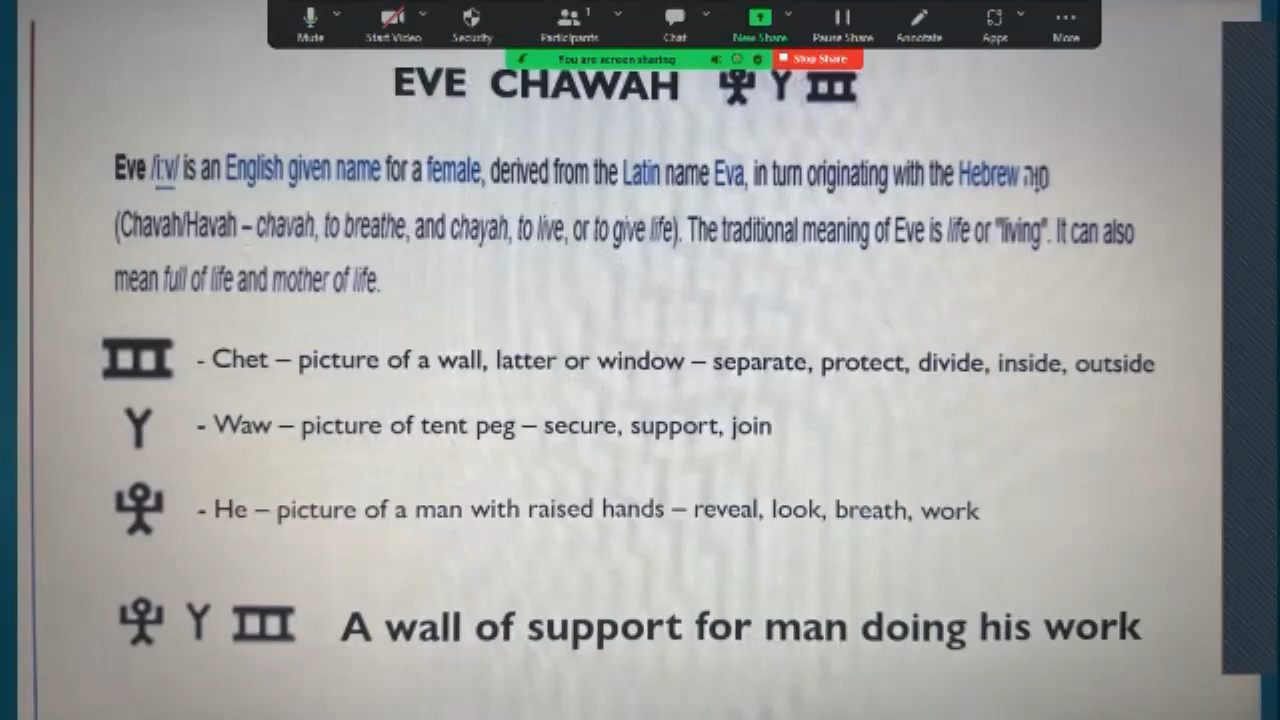 Mute
Start Video
Security
Participants
1
Chat
New Share
Pause Share
Annotate
Apps
More
You are screen sharing
Stop Share
EVE CHAWAH
Eve /iːv/ is an English given name for a female, derived from the Latin name Eva, in turn originating with the Hebrew
(Chavah/Havah – chavah, to breathe, and chayah, to live, or to give life). The traditional meaning of Eve is life or "living". It can also
mean full of life and mother of life.
- Chet – picture of a wall, latter or window – separate, protect, divide, inside, outside
- Waw – picture of tent peg – secure, support, join
- He – picture of a man with raised hands – reveal, look, breath, work
A wall of support for man doing his work